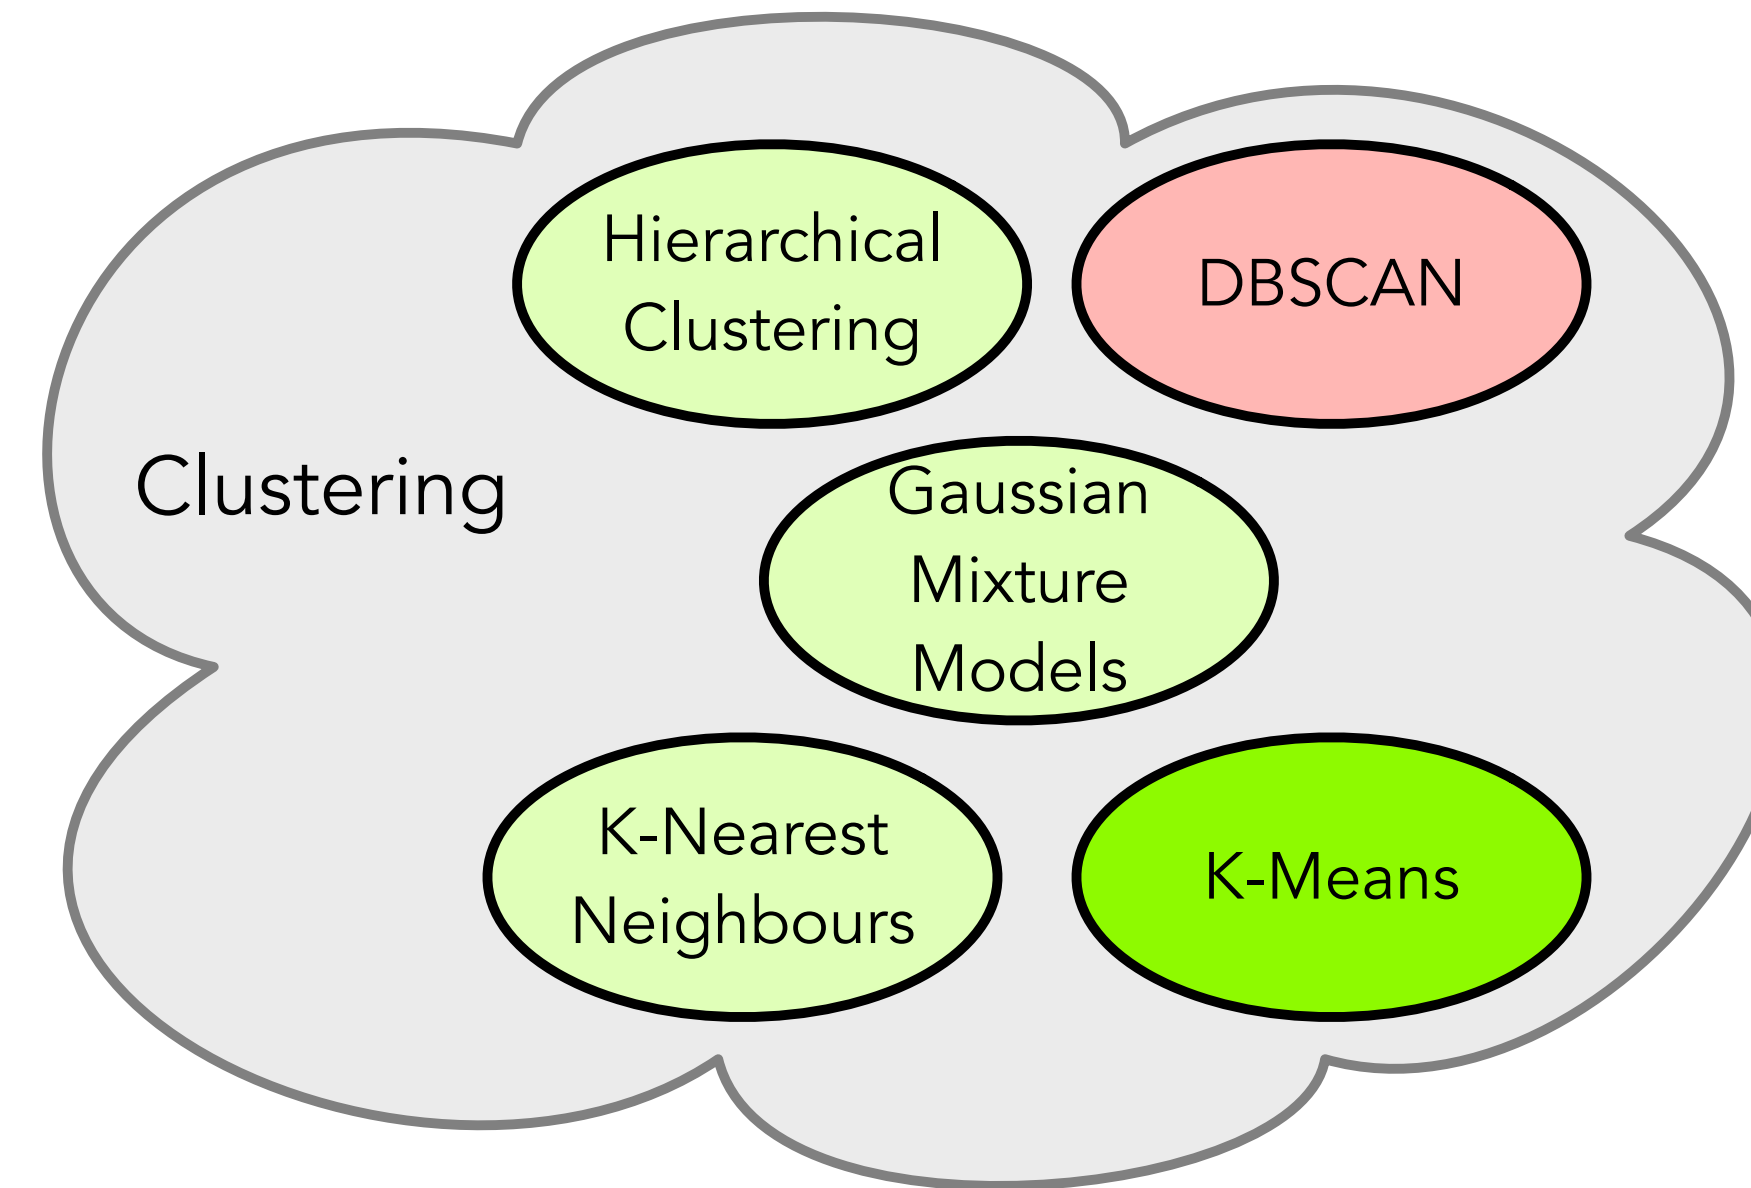 Hierarchical
Clustering
DBSCAN
Clustering
Gaussian
Mixture
Models
K-Nearest
Neighbours
K-Means